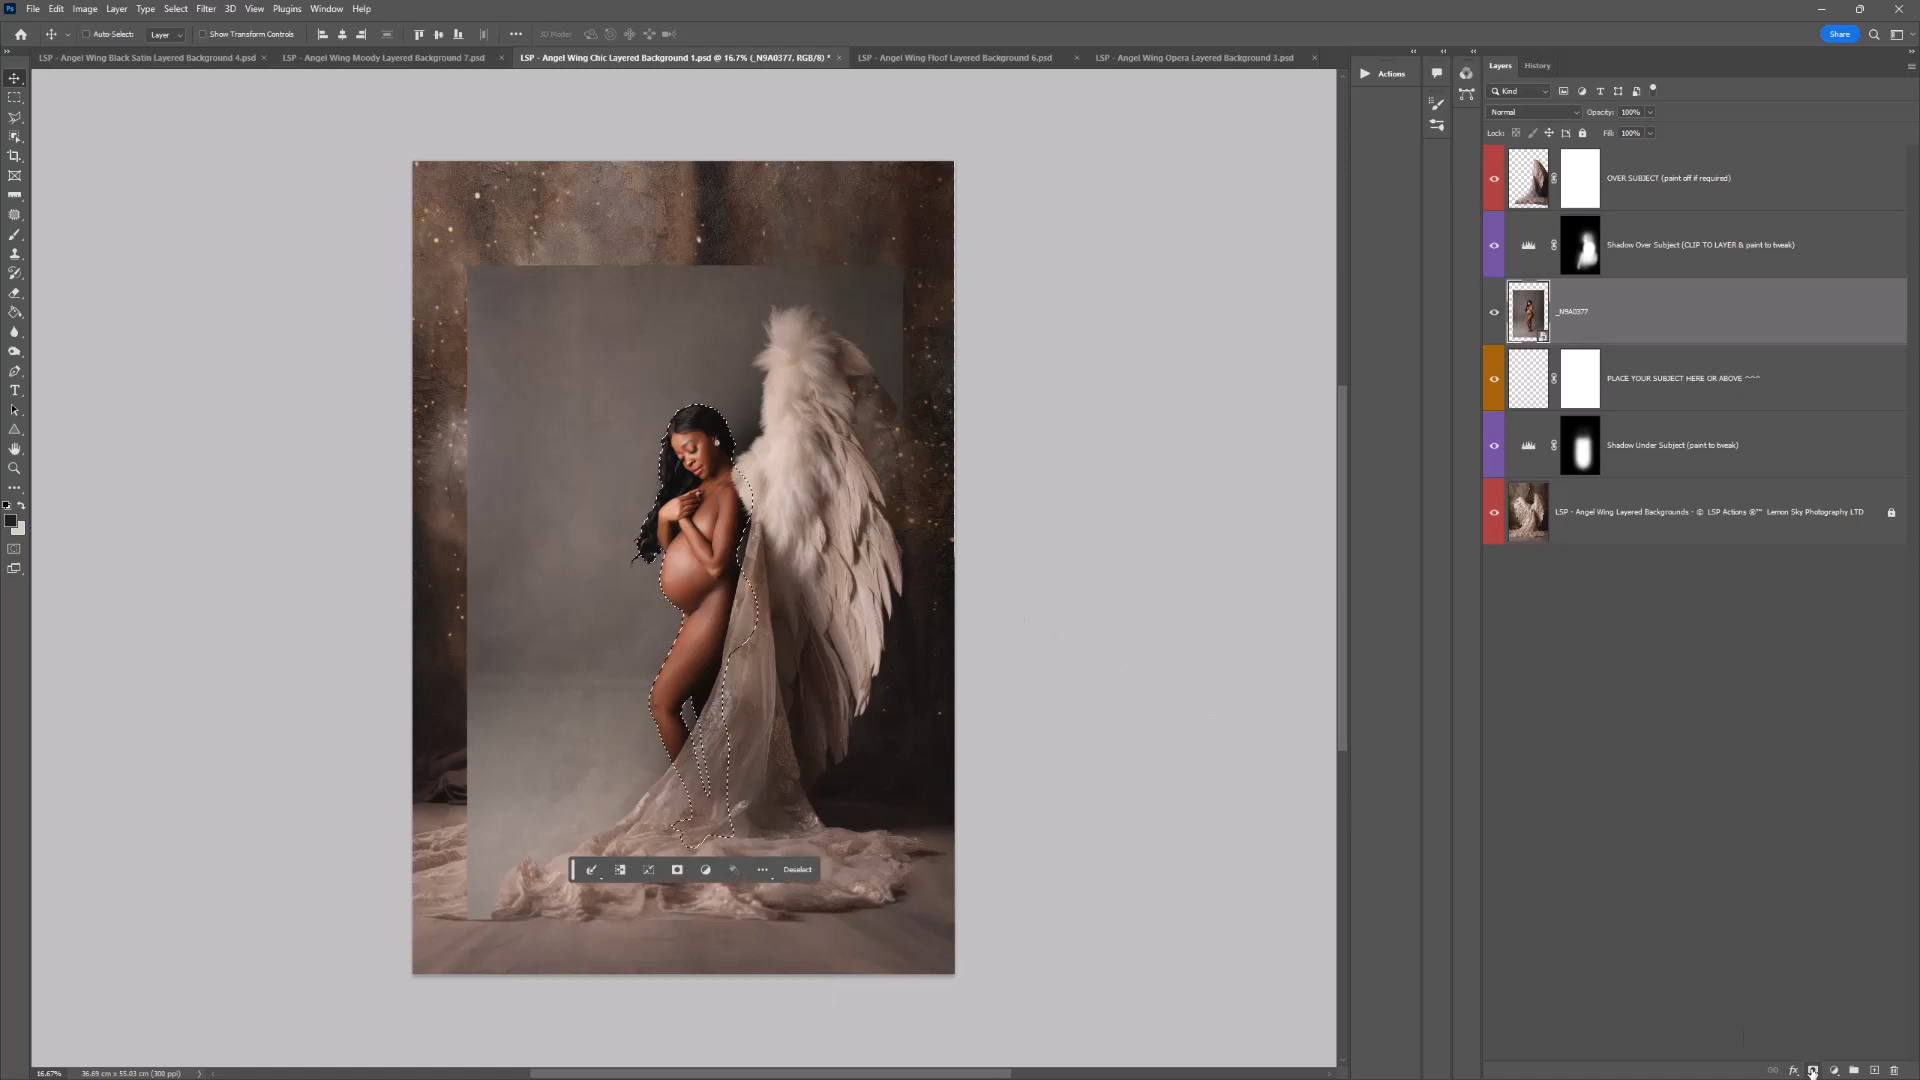 Ps File Edit Image Layer Type Select Filter 3D View Plugins Window Help
Auto-Select: Layer Show Transform Controls 3D Mode: Share
LSP - Angel Wing Black Satin Layered Background 4.psd LSP - Angel Wing Moody Layered Background 7.psd LSP - Angel Wing Chic Layered Background 1.psd @ 16.7% (_N9A0377, RGB/8) * LSP - Angel Wing Floof Layered Background 6.psd LSP - Angel Wing Opera Layered Background 3.psd
Actions
Layers History
Kind
Normal Opacity: 100%
Lock: Fill: 100%
OVER SUBJECT (paint off if required)
Shadow Over Subject (CLIP TO LAYER & paint to tweak)
_N9A0377
PLACE YOUR SUBJECT HERE OR ABOVE ^^^
Shadow Under Subject (paint to tweak)
LSP - Angel Wing Layered Backgrounds - © LSP Actions ®™ Lemon Sky Photography LTD
Deselect
16.67% 36.69 cm x 55.03 cm (300 ppi)
fx